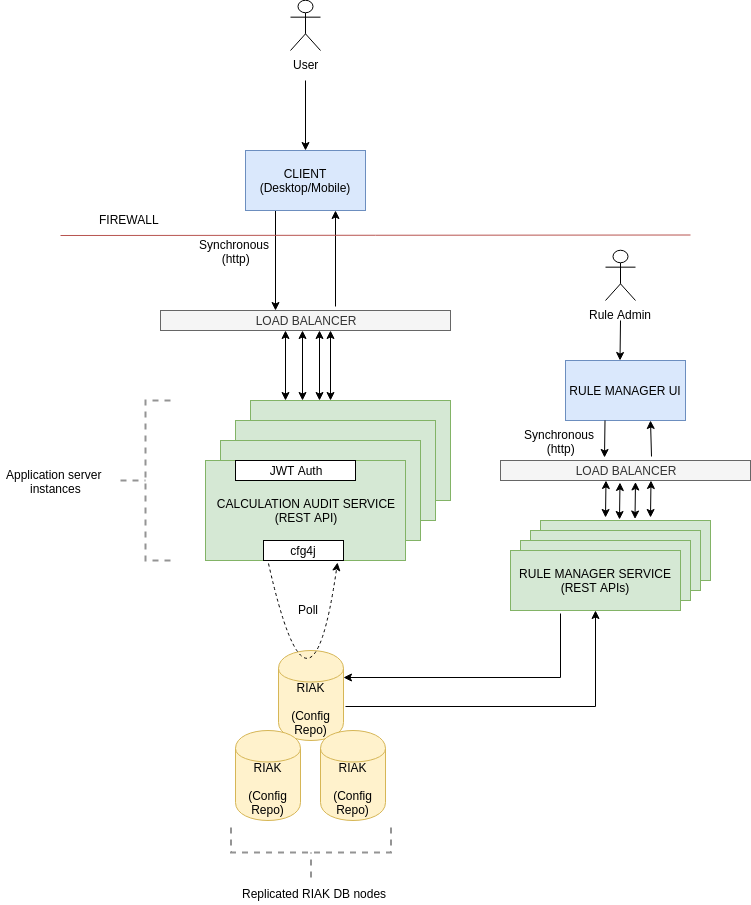 User
CLIENT
(Desktop/Mobile)
FIREWALL
Synchronous
(http)
LOAD BALANCER
Rule Admin
RULE MANAGER UI
Synchronous
(http)
LOAD BALANCER
Application server
instances
JWT Auth
CALCULATION AUDIT SERVICE
(REST API)
cfg4j
RULE MANAGER SERVICE
(REST APIs)
Poll
RIAK
(Config
Repo)
RIAK
(Config
Repo)
RIAK
(Config
Repo)
Replicated RIAK DB nodes